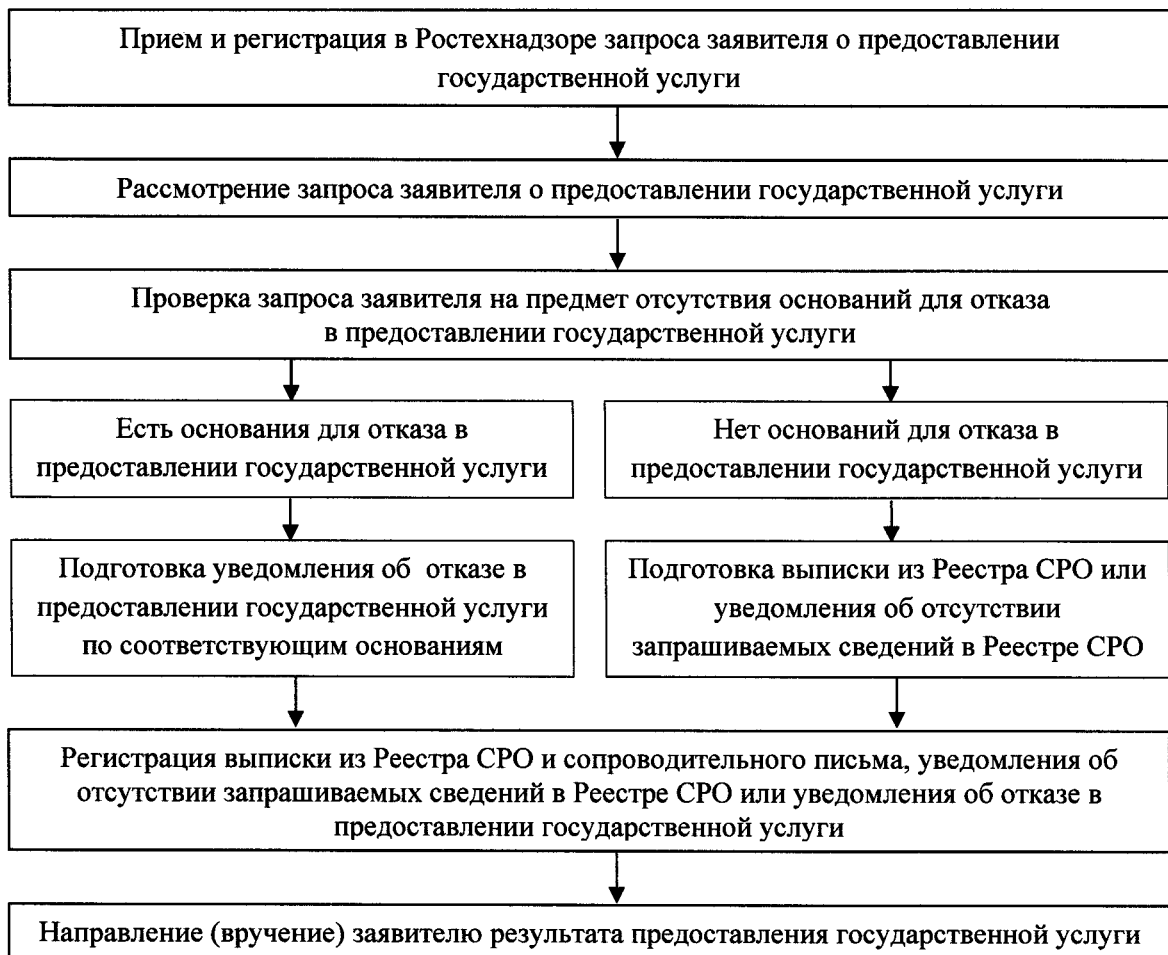 Прием и регистрация в Ростехнадзоре запроса заявителя о предоставлении
государственной услуги
Рассмотрение запроса заявителя о предоставлении государственной услуги
Проверка запроса заявителя на предмет отсутствия оснований для отказа
в предоставлении государственной услуги
Есть основания для отказа в
предоставлении государственной услуги
Нет оснований для отказа в
предоставлении государственной услуги
Подготовка уведомления об отказе в
предоставлении государственной услуги
по соответствующим основаниям
Подготовка выписки из Реестра СРО или
уведомления об отсутствии
запрашиваемых сведений в Реестре СРО
Регистрация выписки из Реестра СРО и сопроводительного письма, уведомления об
отсутствии запрашиваемых сведений в Реестре СРО или уведомления об отказе в
предоставлении государственной услуги
Направление (вручение) заявителю результата предоставления государственной услуги